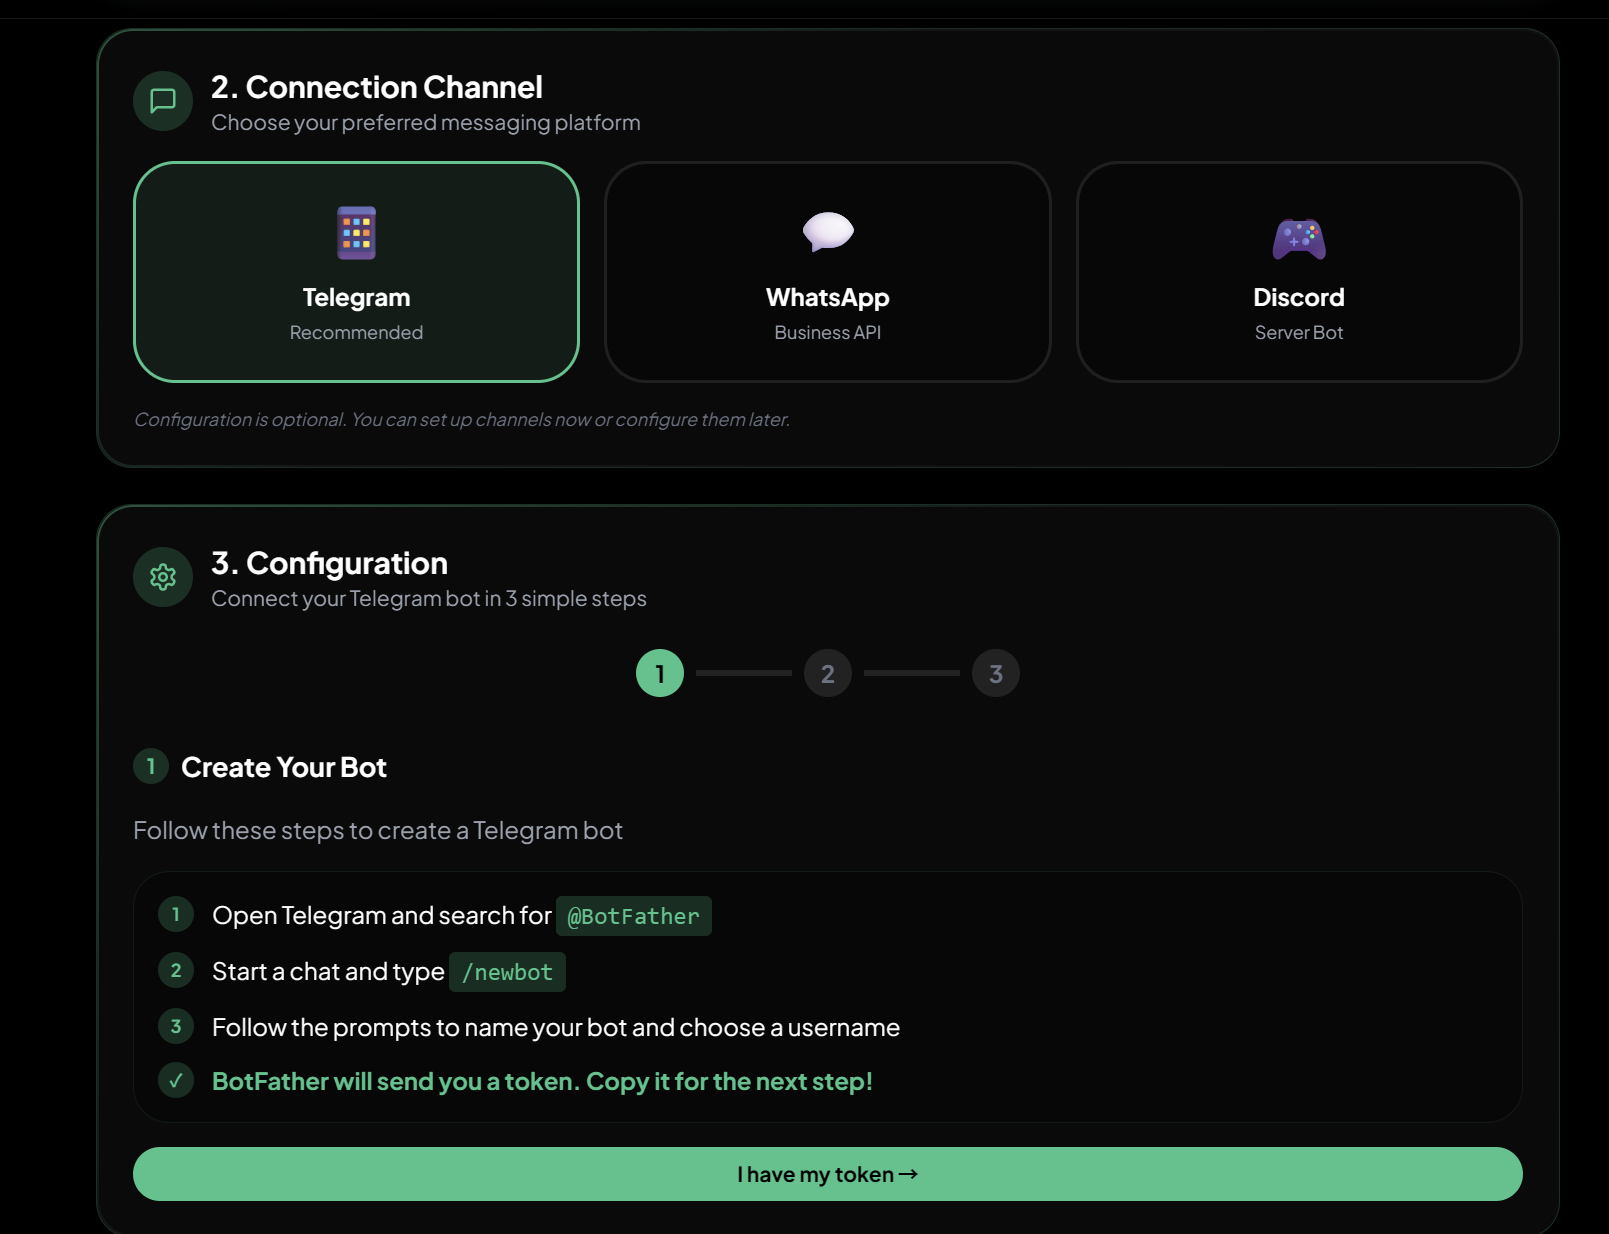 2. Connection Channel
Choose your preferred messaging platform
Telegram
Recommended
WhatsApp
Business API
Discord
Server Bot
Configuration is optional. You can set up channels now or configure them later.
3. Configuration
Connect your Telegram bot in 3 simple steps
1 2 3
1 Create Your Bot
Follow these steps to create a Telegram bot
1 Open Telegram and search for @BotFather
2 Start a chat and type /newbot
3 Follow the prompts to name your bot and choose a username
✓ BotFather will send you a token. Copy it for the next step!
I have my token →